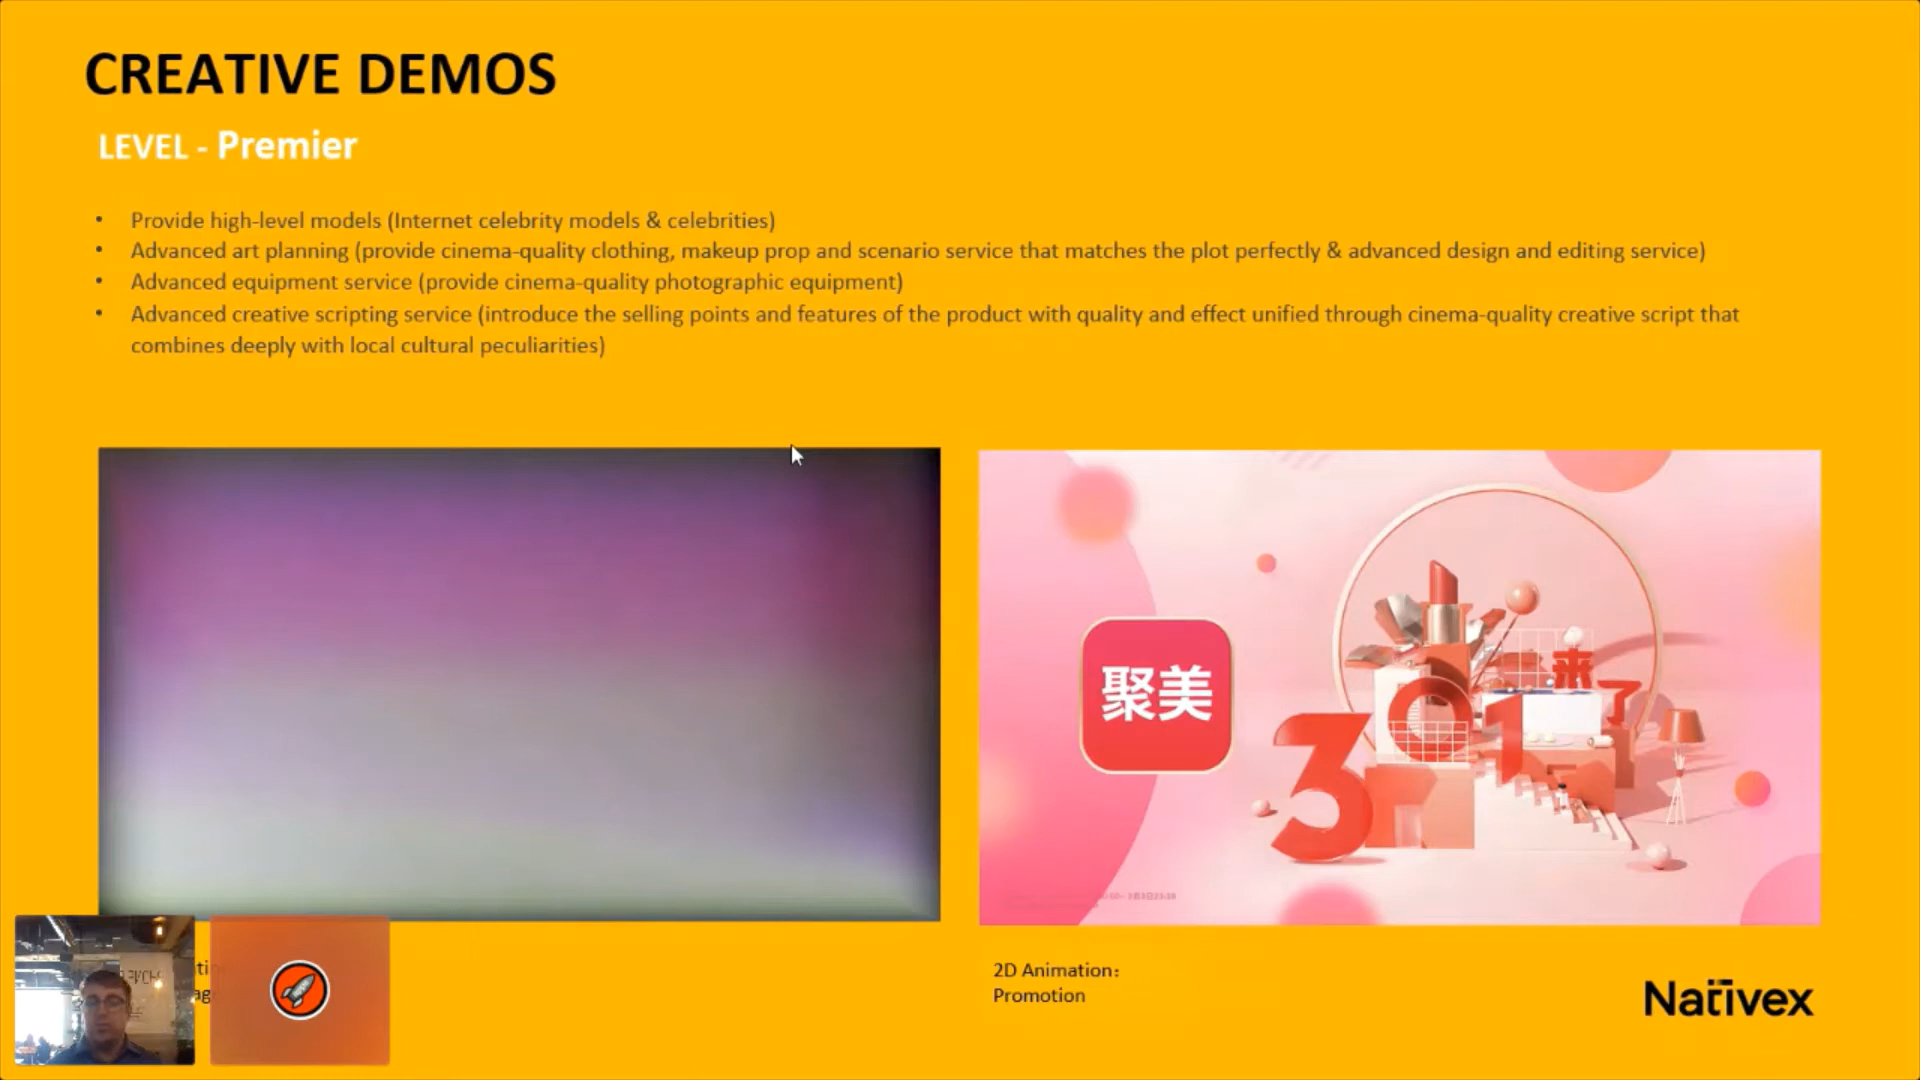 CREATIVE DEMOS
LEVEL - Premier
• Provide high-level models (Internet celebrity models & celebrities)
• Advanced art planning (provide cinema-quality clothing, makeup prop and scenario service that matches the plot perfectly & advanced design and editing service)
• Advanced equipment service (provide cinema-quality photographic equipment)
• Advanced creative scripting service (introduce the selling points and features of the product with quality and effect unified through cinema-quality creative script that
combines deeply with local cultural peculiarities)
聚美
301
来了
2D Animation:
Promotion
Nativex